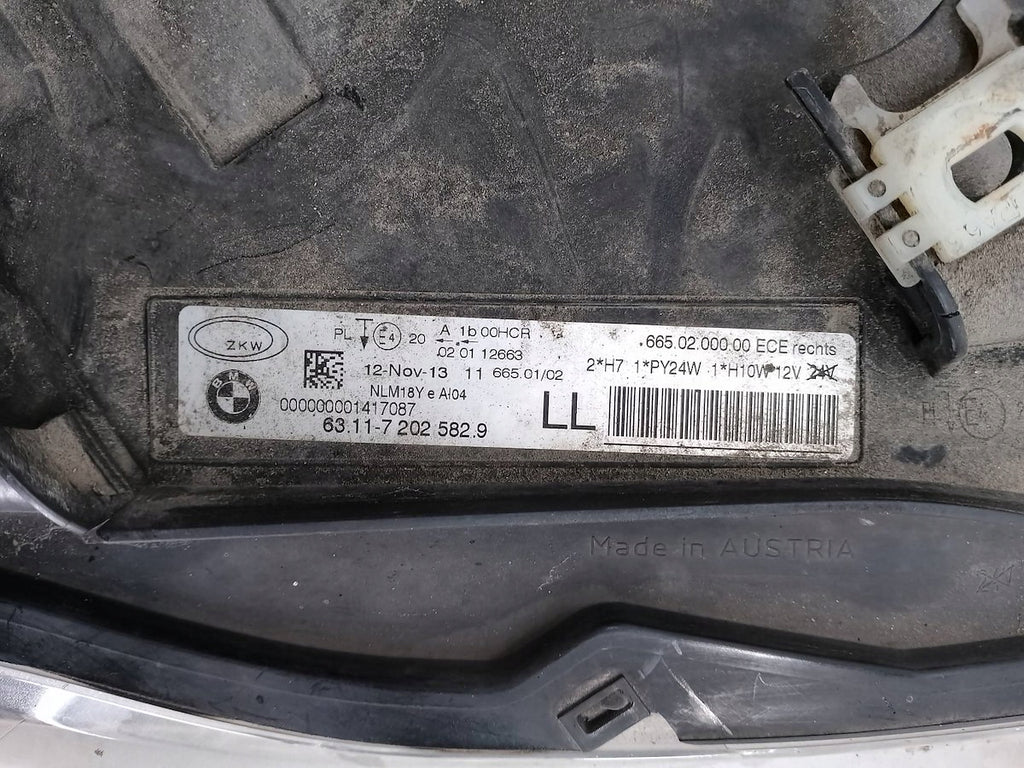 ZKW
PL E4 20 A 1b 00HCR
02 01 12663
12-Nov-13 11 665.01/02
NLM18Y e Al04
000000001417087
63.11-7 202 582.9
BMW
LL
665.02.000.00 ECE rechts
2*H7 1*PY24W 1*H10W 12V 24V
Made in AUSTRIA